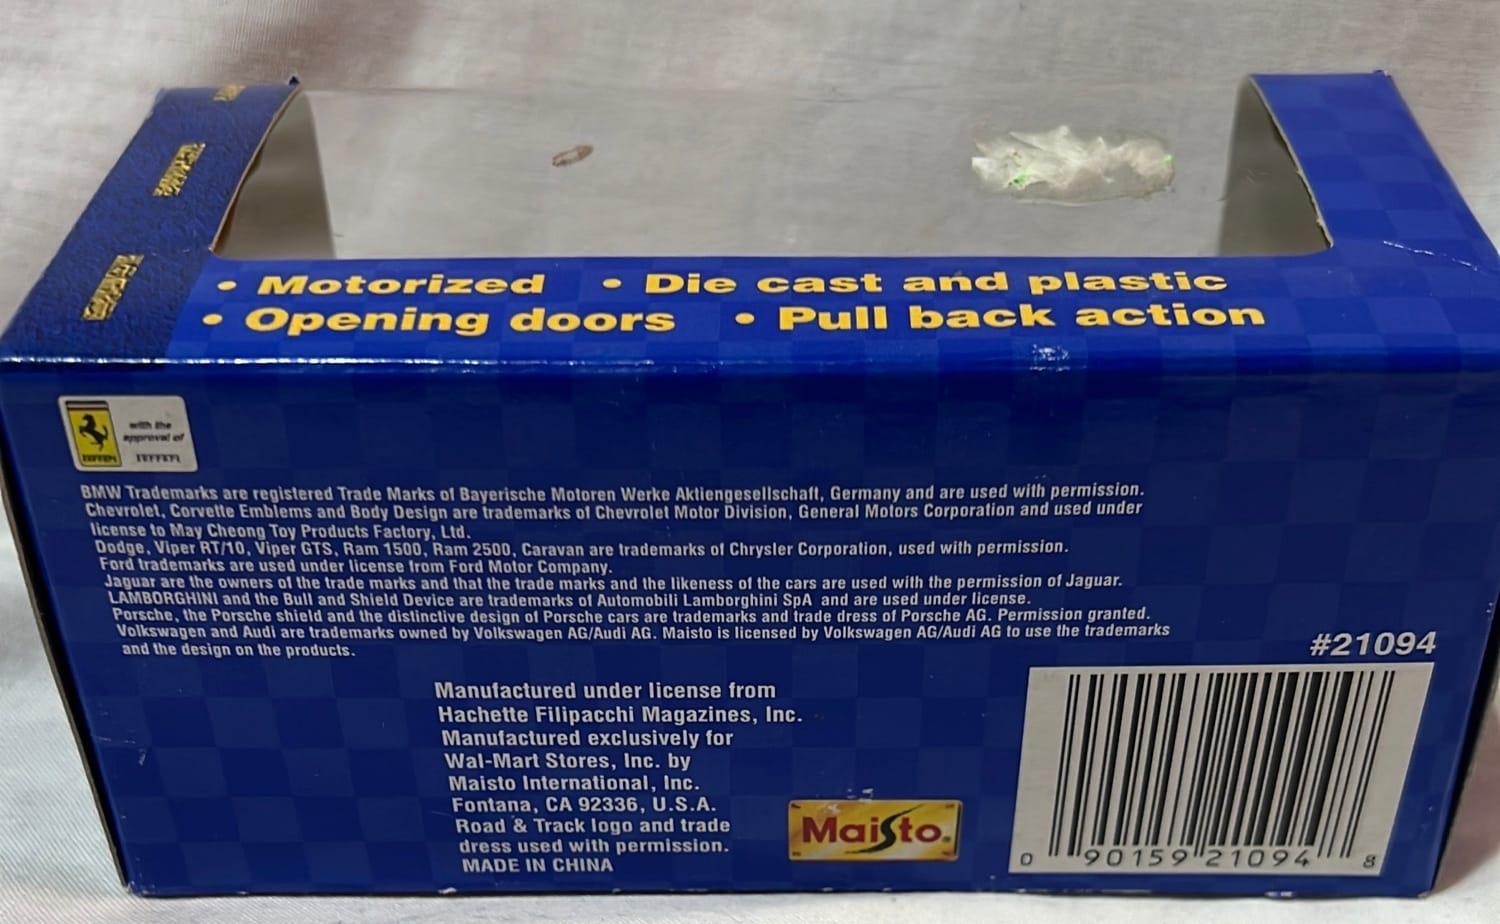 • Motorized • Die cast and plastic
• Opening doors • Pull back action
with the
approval of
Ferrari
BMW Trademarks are registered Trade Marks of Bayerische Motoren Werke Aktiengesellschaft, Germany and are used with permission.
Chevrolet, Corvette Emblems and Body Design are trademarks of Chevrolet Motor Division, General Motors Corporation and used under
license to May Cheong Toy Products Factory, Ltd.
Dodge, Viper RT/10, Viper GTS, Ram 1500, Ram 2500, Caravan are trademarks of Chrysler Corporation, used with permission.
Ford trademarks are used under license from Ford Motor Company.
Jaguar are the owners of the trade marks and that the trade marks and the likeness of the cars are used with the permission of Jaguar.
LAMBORGHINI and the Bull and Shield Device are trademarks of Automobili Lamborghini SpA and are used under license.
Porsche, the Porsche shield and the distinctive design of Porsche cars are trademarks and trade dress of Porsche AG. Permission granted.
Volkswagen and Audi are trademarks owned by Volkswagen AG/Audi AG. Maisto is licensed by Volkswagen AG/Audi AG to use the trademarks
and the design on the products.
#21094
Manufactured under license from
Hachette Filipacchi Magazines, Inc.
Manufactured exclusively for
Wal-Mart Stores, Inc. by
Maisto International, Inc.
Fontana, CA 92336, U.S.A.
Road & Track logo and trade
dress used with permission.
MADE IN CHINA
Maisto
0 90159 21094 8